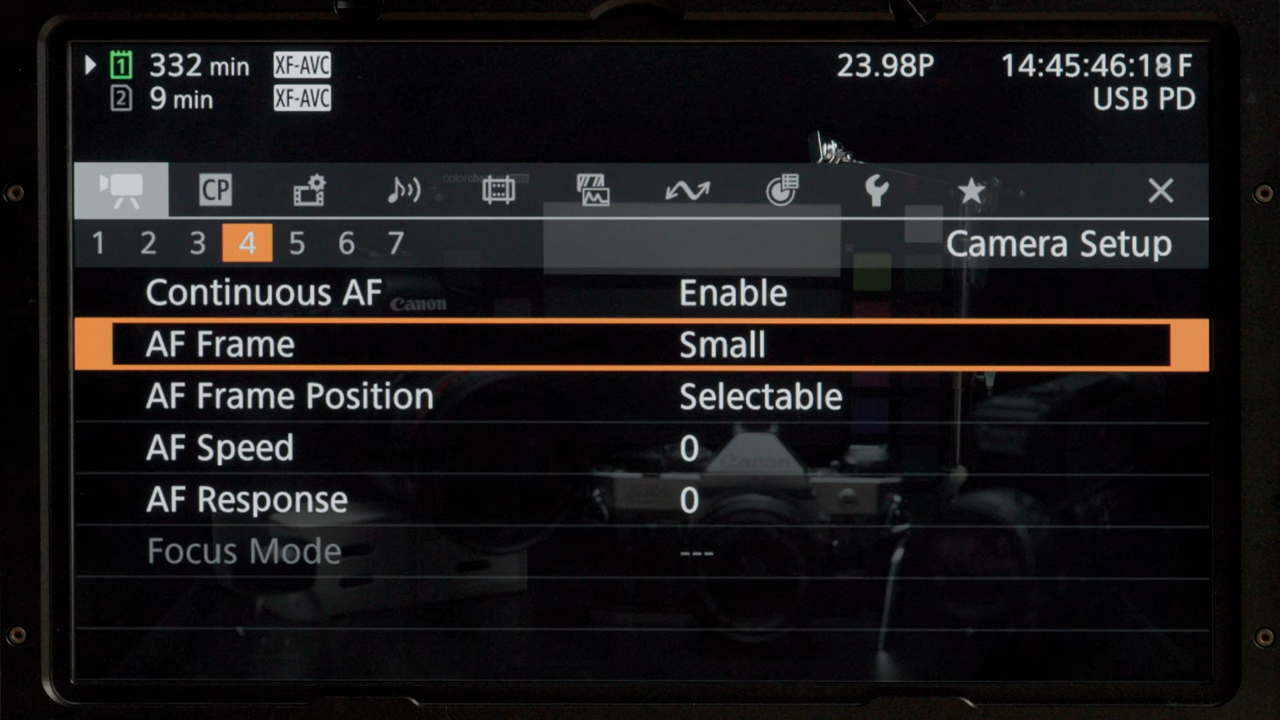 1 332 min XF-AVC 23.98P 14:45:46:18 F
2 9 min XF-AVC USB PD
CP
1 2 3 4 5 6 7 Camera Setup
Continuous AF Enable
Canon
AF Frame Small
AF Frame Position Selectable
AF Speed 0
Canon
AF Response 0
Focus Mode ---